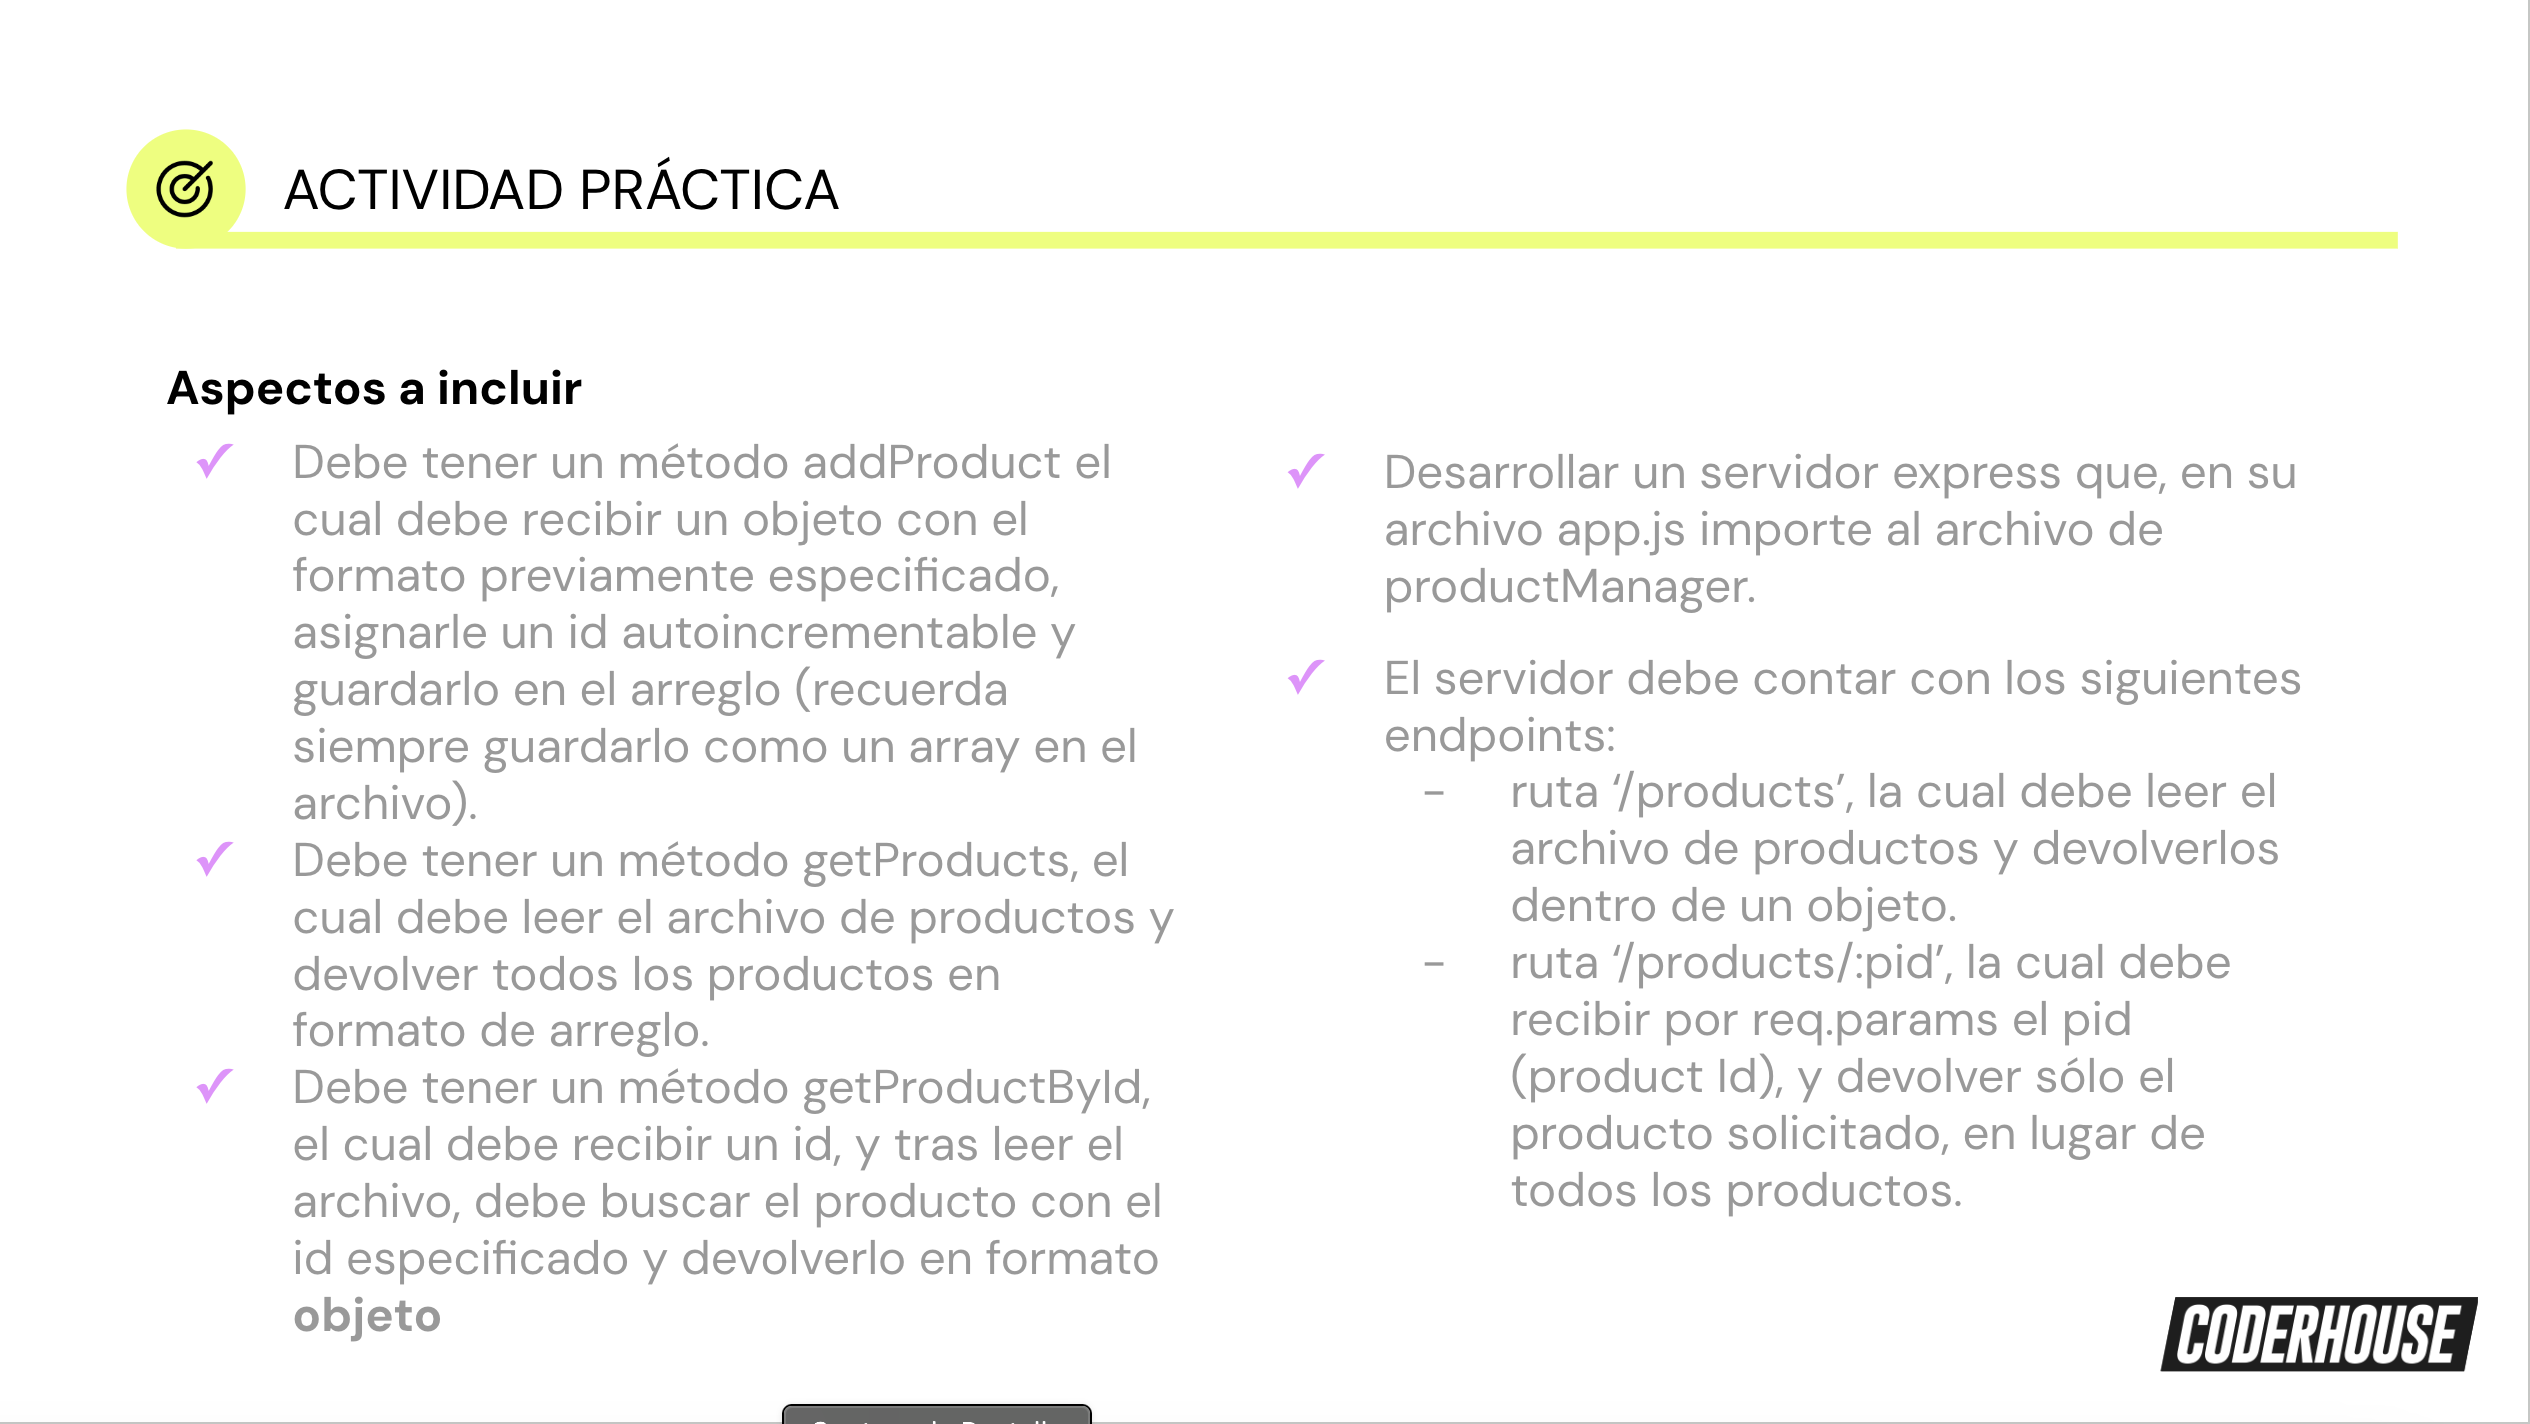 ACTIVIDAD PRÁCTICA
Aspectos a incluir
✓ Debe tener un método addProduct el
cual debe recibir un objeto con el
formato previamente especificado,
asignarle un id autoincrementable y
guardarlo en el arreglo (recuerda
siempre guardarlo como un array en el
archivo).
✓ Debe tener un método getProducts, el
cual debe leer el archivo de productos y
devolver todos los productos en
formato de arreglo.
✓ Debe tener un método getProductById,
el cual debe recibir un id, y tras leer el
archivo, debe buscar el producto con el
id especificado y devolverlo en formato
objeto
✓ Desarrollar un servidor express que, en su
archivo app.js importe al archivo de
productManager.
✓ El servidor debe contar con los siguientes
endpoints:
- ruta ‘/products’, la cual debe leer el
archivo de productos y devolverlos
dentro de un objeto.
- ruta ‘/products/:pid’, la cual debe
recibir por req.params el pid
(product Id), y devolver sólo el
producto solicitado, en lugar de
todos los productos.
CODERHOUSE